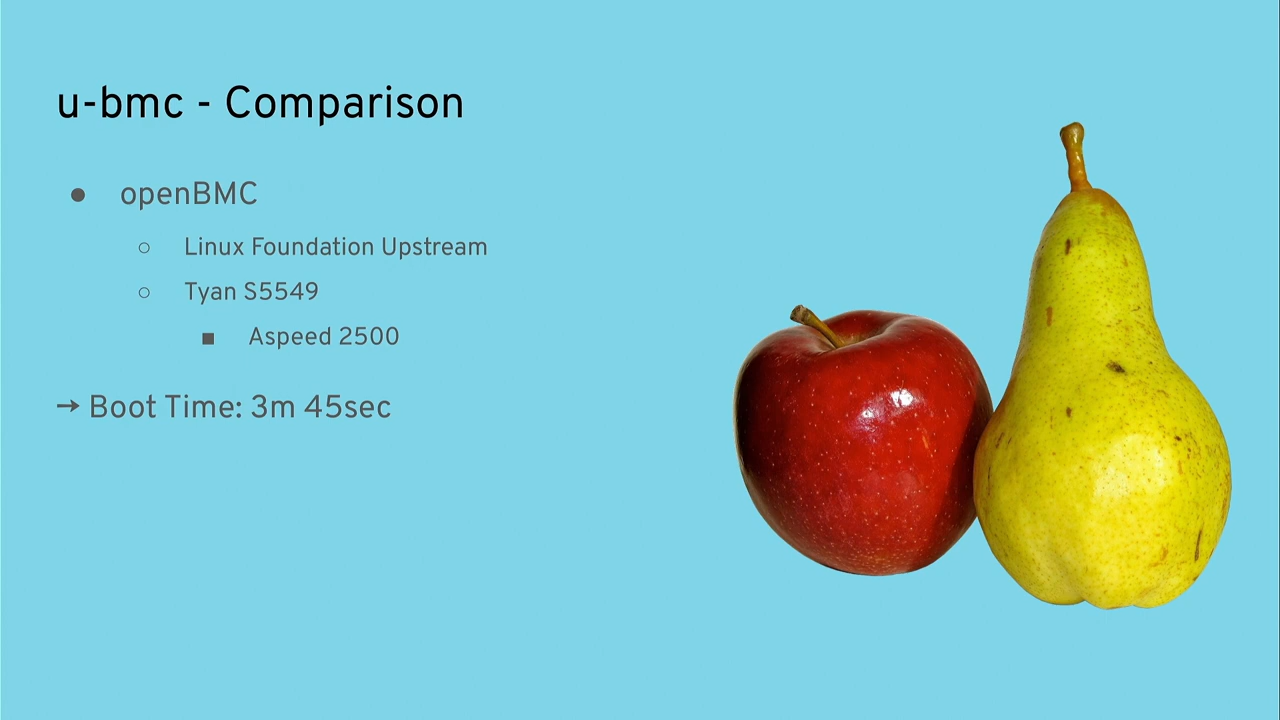 u-bmc - Comparison
● openBMC
○ Linux Foundation Upstream
○ Tyan S5549
■ Aspeed 2500
→ Boot Time: 3m 45sec